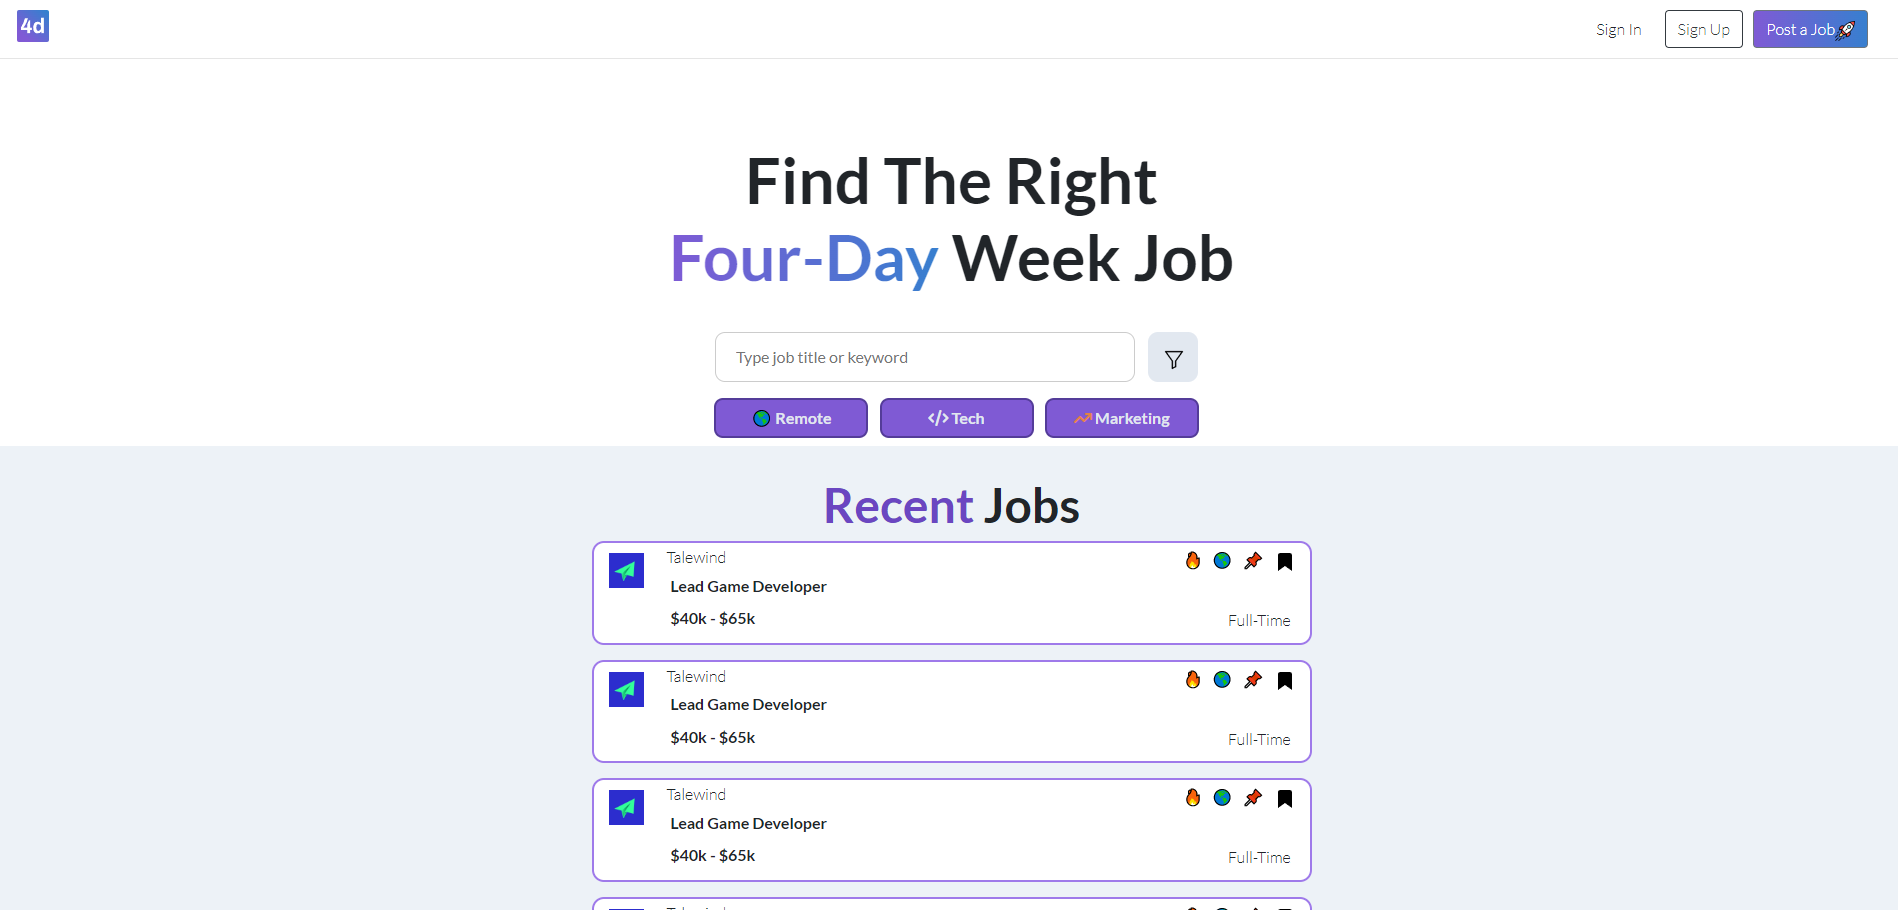 4d
Sign In
Sign Up
Post a Job
Find The Right
Four-Day Week Job
Type job title or keyword
Remote
</> Tech
Marketing
Recent Jobs
Talewind
Lead Game Developer
$40k - $65k
Full-Time
Talewind
Lead Game Developer
$40k - $65k
Full-Time
Talewind
Lead Game Developer
$40k - $65k
Full-Time